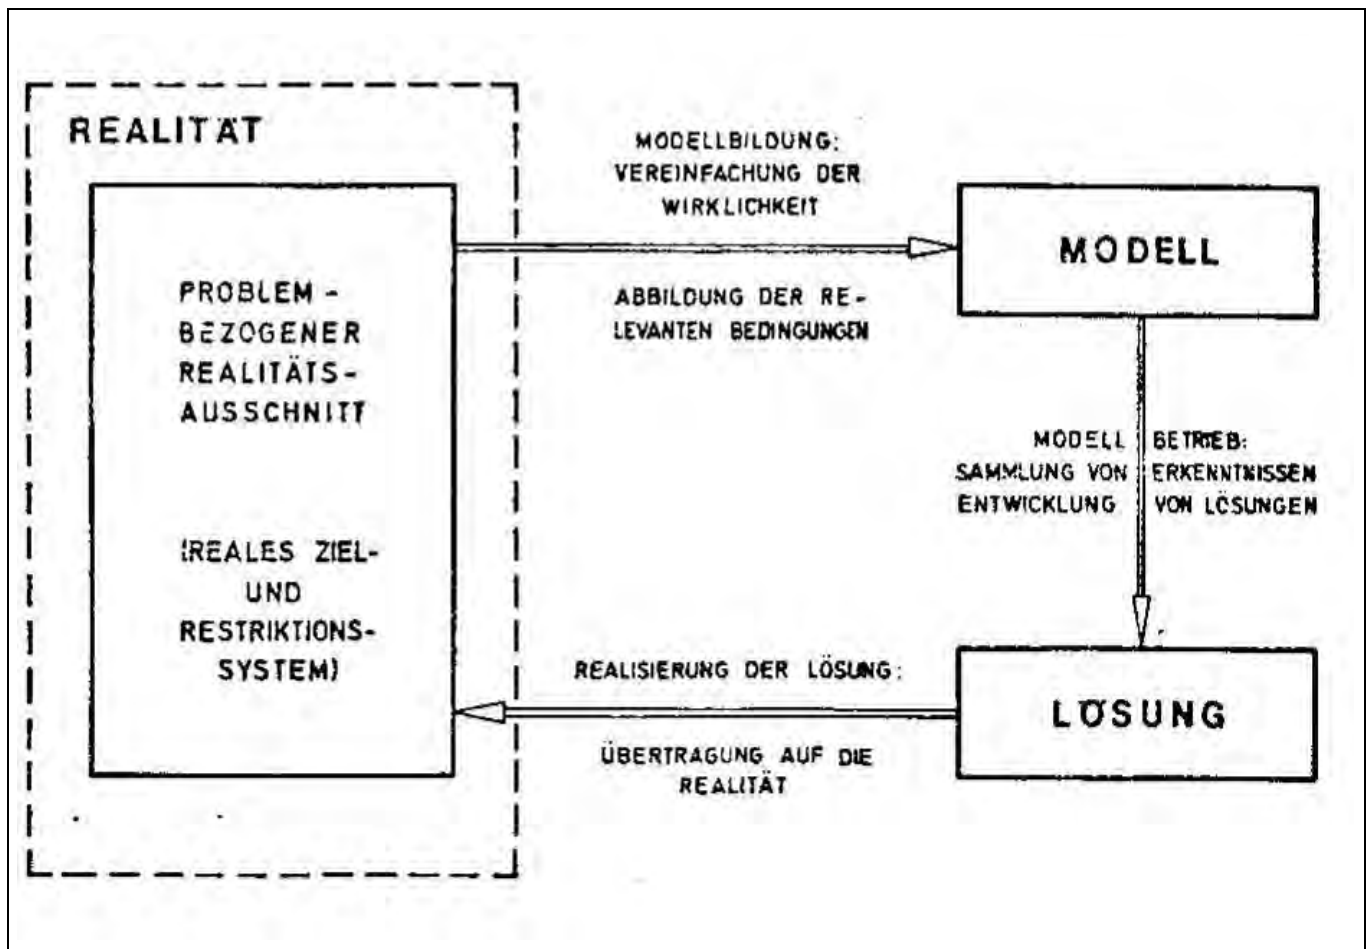 REALITÄT
PROBLEM-
BEZOGENER
REALITÄTS-
AUSSCHNITT
(REALES ZIEL-
UND
RESTRIKTIONS-
SYSTEM)
MODELLBILDUNG:
VEREINFACHUNG DER
WIRKLICHKEIT
ABBILDUNG DER RE-
LEVANTEN BEDINGUNGEN
MODELL
MODELL BETRIEB:
SAMMLUNG VON ERKENNTNISSEN
ENTWICKLUNG VON LÖSUNGEN
LÖSUNG
REALISIERUNG DER LÖSUNG:
ÜBERTRAGUNG AUF DIE
REALITÄT